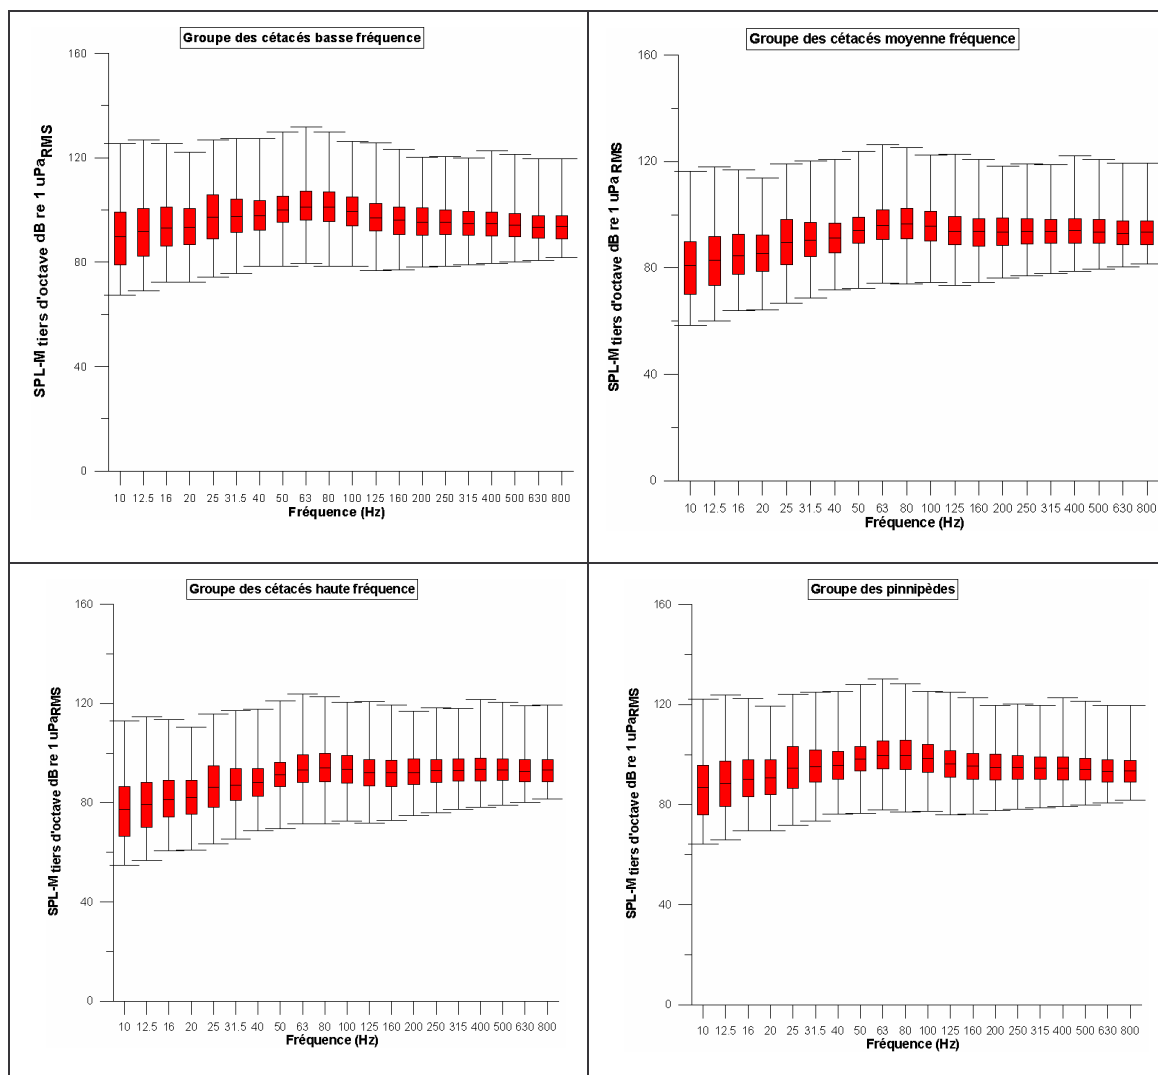 Groupe des cétacés basse fréquence
160
120
80
40
0
SPL-M tiers d'octave dB re 1 uPa RMS
10 12.5 16 20 25 31.5 40 50 63 80 100 125 160 200 250 315 400 500 630 800
Fréquence (Hz)
Groupe des cétacés moyenne fréquence
160
120
80
40
0
SPL-M tiers d'octave dB re 1 uPa RMS
10 12.5 16 20 25 31.5 40 50 63 80 100 125 160 200 250 315 400 500 630 800
Fréquence (Hz)
Groupe des cétacés haute fréquence
160
120
80
40
0
SPL-M tiers d'octave dB re 1 uPa RMS
10 12.5 16 20 25 31.5 40 50 63 80 100 125 160 200 250 315 400 500 630 800
Fréquence (Hz)
Groupe des pinnipèdes
160
120
80
40
0
SPL-M tiers d'octave dB re 1 uPa RMS
10 12.5 16 20 25 31.5 40 50 63 80 100 125 160 200 250 315 400 500 630 800
Fréquence (Hz)